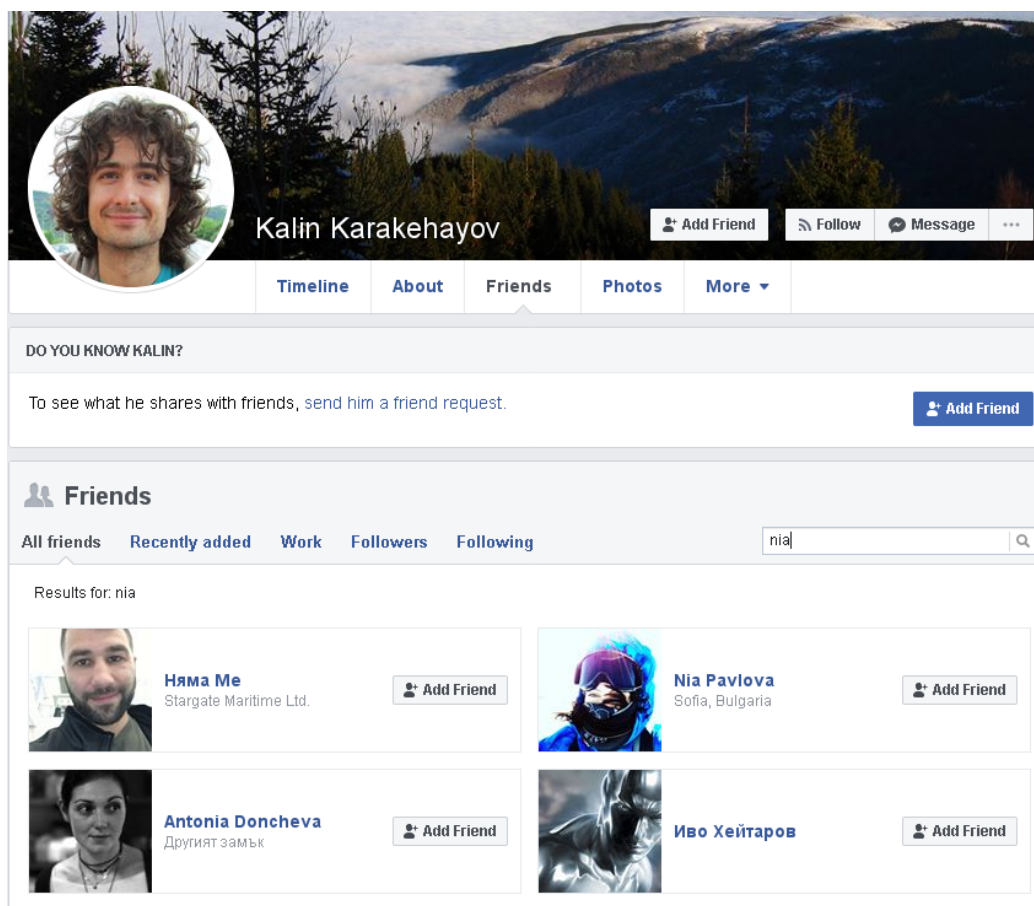 Kalin Karakehayov
Add Friend
Follow
Message
Timeline
About
Friends
Photos
More
DO YOU KNOW KALIN?
To see what he shares with friends, send him a friend request.
Add Friend
Friends
All friends
Recently added
Work
Followers
Following
nia
Results for: nia
Няма Ме
Stargate Maritime Ltd.
Add Friend
Nia Pavlova
Sofia, Bulgaria
Add Friend
Antonia Doncheva
Другият замък
Add Friend
Иво Хейтаров
Add Friend